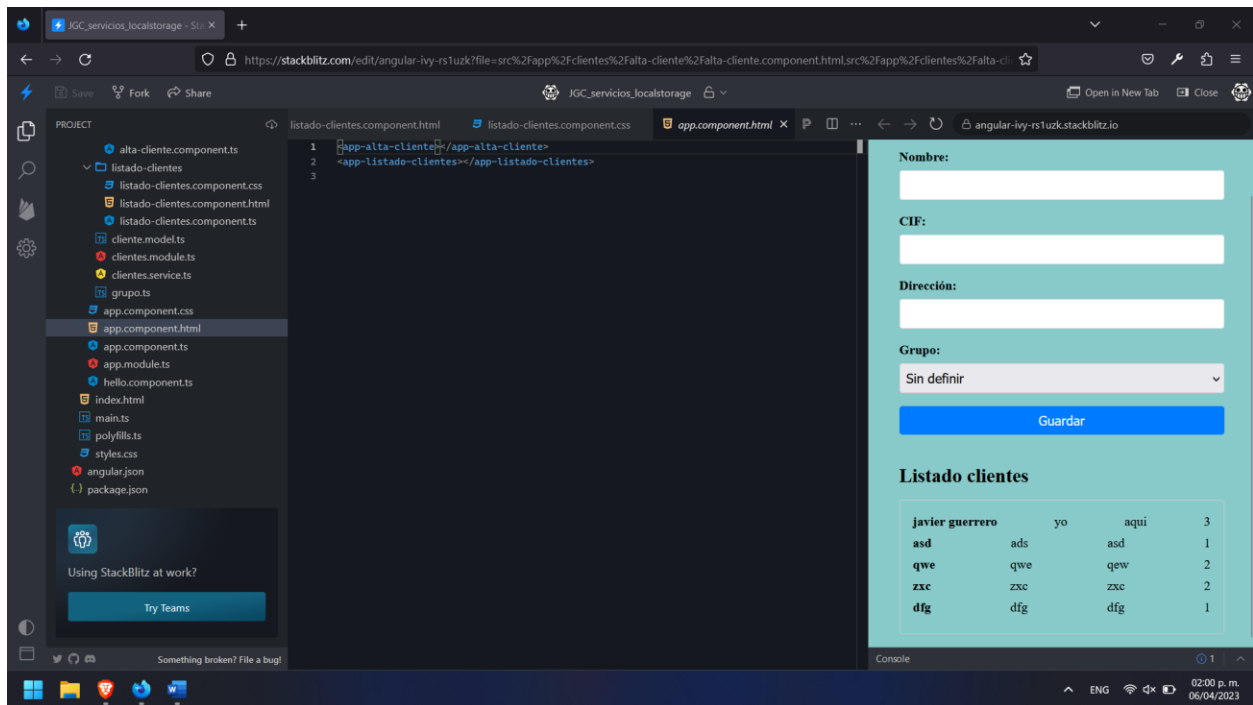 JGC_servicios_localstorage - Sta
https://stackblitz.com/edit/angular-ivy-rs1uzk?file=src%2Fapp%2Fclientes%2Falta-cliente%2Falta-cliente.component.html,src%2Fapp%2Fclientes%2Falta-cli
Save Fork Share JGC_servicios_localstorage Open in New Tab Close
PROJECT
alta-cliente.component.ts
listado-clientes
listado-clientes.component.css
listado-clientes.component.html
listado-clientes.component.ts
cliente.model.ts
clientes.module.ts
clientes.service.ts
grupo.ts
app.component.css
app.component.html
app.component.ts
app.module.ts
hello.component.ts
index.html
main.ts
polyfills.ts
styles.css
angular.json
package.json
Using StackBlitz at work?
Try Teams
Something broken? File a bug!
listado-clientes.component.html listado-clientes.component.css app.component.html
1 <app-alta-cliente></app-alta-cliente>
2 <app-listado-clientes></app-listado-clientes>
3
angular-ivy-rs1uzk.stackblitz.io
Nombre:
CIF:
Dirección:
Grupo:
Sin definir
Guardar
Listado clientes
javier guerrero yo aqui 3
asd ads asd 1
qwe qwe qew 2
zxc zxc zxc 2
dfg dfg dfg 1
Console 1
ENG 02:00 p. m.
06/04/2023